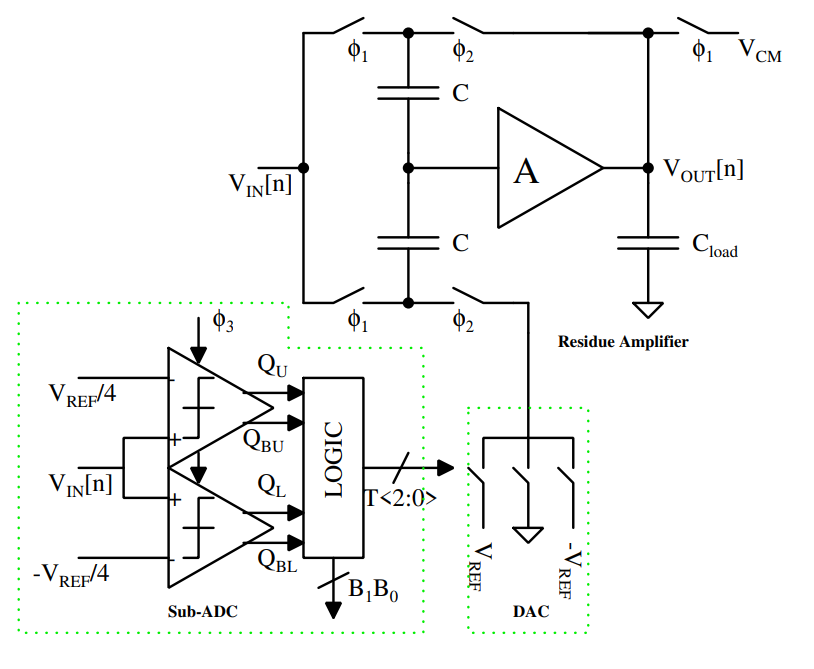 ϕ1 ϕ2 ϕ1 VCM
C
VIN[n] A VOUT[n]
C Cload
ϕ1 ϕ2
Residue Amplifier
ϕ3
VREF/4 - QU
+ QBU
VIN[n] LOGIC
+ QL T<2:0>
-VREF/4 - QBL
B1B0
VREF -VREF
Sub-ADC DAC